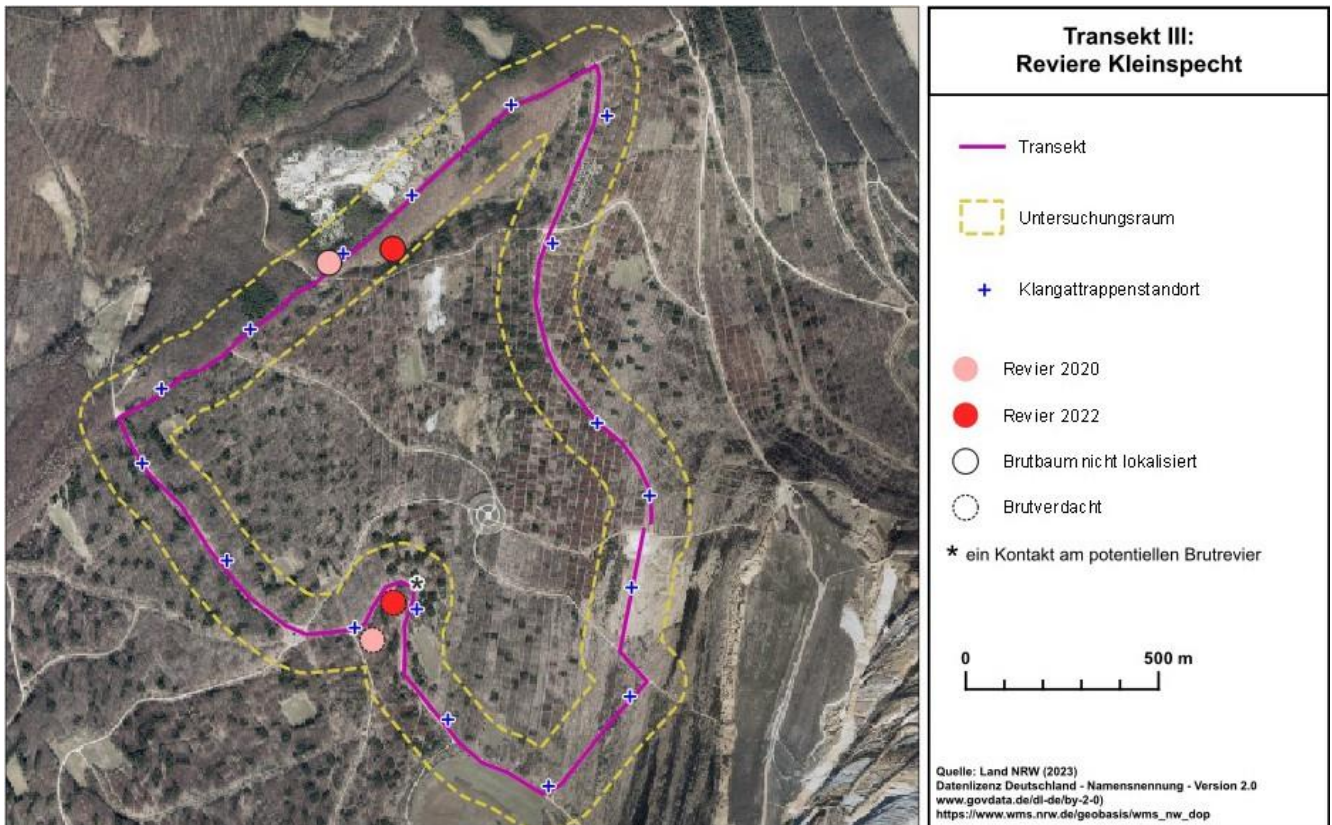 Transekt III:
Reviere Kleinspecht
Transekt
Untersuchungsraum
Klangattrappenstandort
Revier 2020
Revier 2022
Brutbaum nicht lokalisiert
Brutverdacht
* ein Kontakt am potentiellen Brutrevier
0 500 m
Quelle: Land NRW (2023)
Datenlizenz Deutschland - Namensnennung - Version 2.0
www.govdata.de/dl-de/by-2-0)
https://www.wms.nrw.de/geobasis/wms_nw_dop